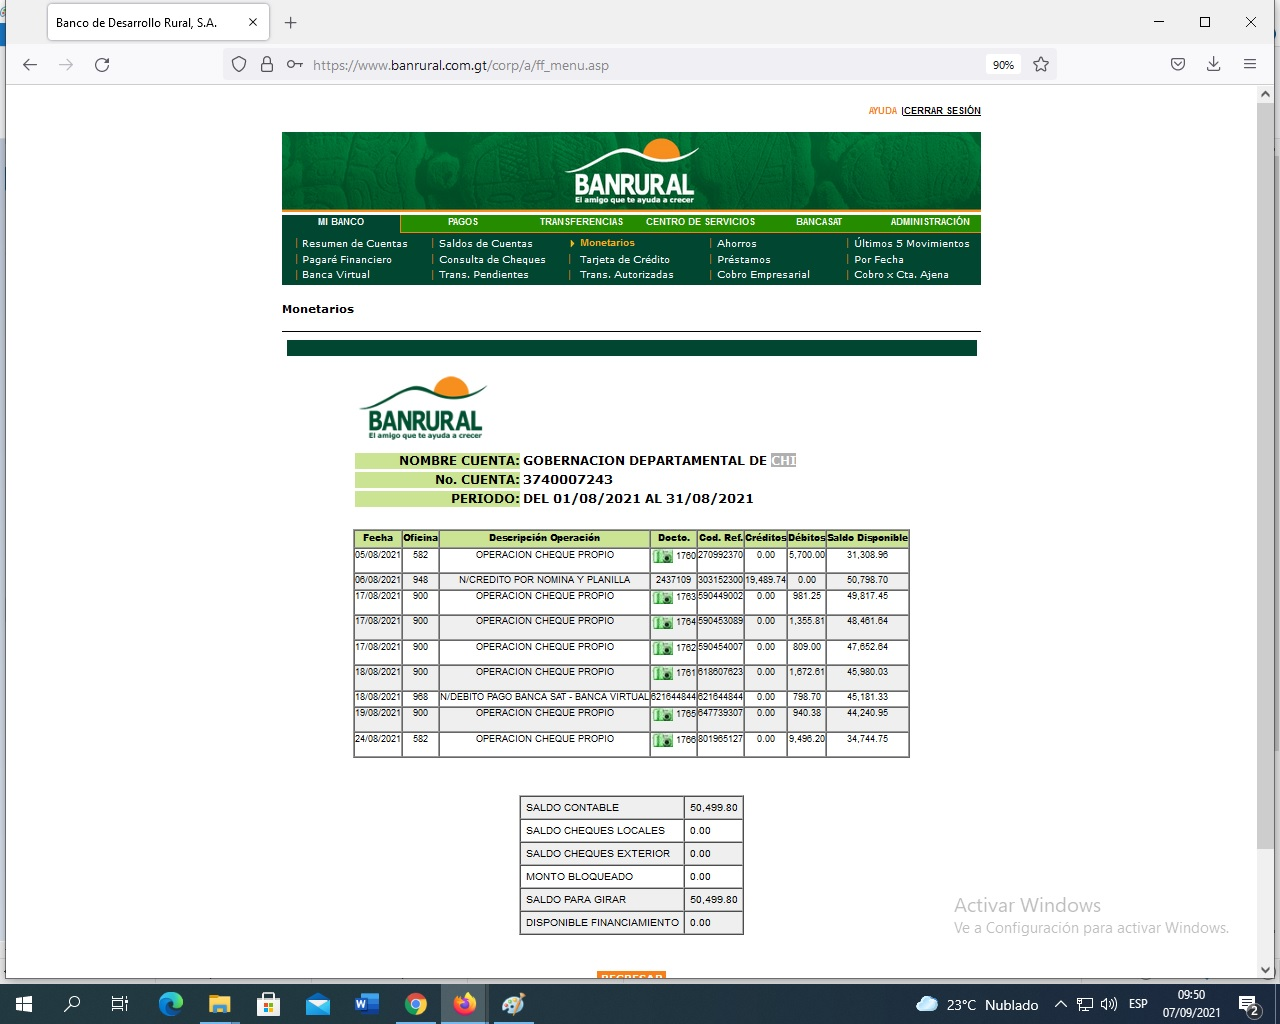 Banco de Desarrollo Rural, S.A.
https://www.banrural.com.gt/corp/a/ff_menu.asp
90%
AYUDA |CERRAR SESIÓN
BANRURAL
El amigo que te ayuda a crecer
MI BANCO PAGOS TRANSFERENCIAS CENTRO DE SERVICIOS BANCASAT ADMINISTRACIÓN
| Resumen de Cuentas | Saldos de Cuentas Monetarios | Ahorros | Últimos 5 Movimientos
| Pagaré Financiero | Consulta de Cheques | Tarjeta de Crédito | Préstamos | Por Fecha
| Banca Virtual | Trans. Pendientes | Trans. Autorizadas | Cobro Empresarial | Cobro x Cta. Ajena
Monetarios
BANRURAL
El amigo que te ayuda a crecer
NOMBRE CUENTA: GOBERNACION DEPARTAMENTAL DE CHI
No. CUENTA: 3740007243
PERIODO: DEL 01/08/2021 AL 31/08/2021
Fecha Oficina Descripción Operación Docto. Cod. Ref. Créditos Débitos Saldo Disponible
05/08/2021 582 OPERACION CHEQUE PROPIO 1760 270992370 0.00 5,700.00 31,308.96
06/08/2021 948 N/CREDITO POR NOMINA Y PLANILLA 2437109 303152300 19,489.74 0.00 50,798.70
17/08/2021 900 OPERACION CHEQUE PROPIO 1763 590449002 0.00 981.25 49,817.45
17/08/2021 900 OPERACION CHEQUE PROPIO 1764 590453089 0.00 1,355.81 48,461.64
17/08/2021 900 OPERACION CHEQUE PROPIO 1762 590454007 0.00 809.00 47,652.64
18/08/2021 900 OPERACION CHEQUE PROPIO 1761 618607623 0.00 1,672.61 45,980.03
18/08/2021 968 N/DEBITO PAGO BANCA SAT - BANCA VIRTUAL 621644844 621644844 0.00 798.70 45,181.33
19/08/2021 900 OPERACION CHEQUE PROPIO 1765 647739307 0.00 940.38 44,240.95
24/08/2021 582 OPERACION CHEQUE PROPIO 1766 801965127 0.00 9,496.20 34,744.75
SALDO CONTABLE 50,499.80
SALDO CHEQUES LOCALES 0.00
SALDO CHEQUES EXTERIOR 0.00
MONTO BLOQUEADO 0.00
SALDO PARA GIRAR 50,499.80
DISPONIBLE FINANCIAMIENTO 0.00
REGRESAR
Activar Windows
Ve a Configuración para activar Windows.
23°C Nublado ESP 09:50
07/09/2021
2